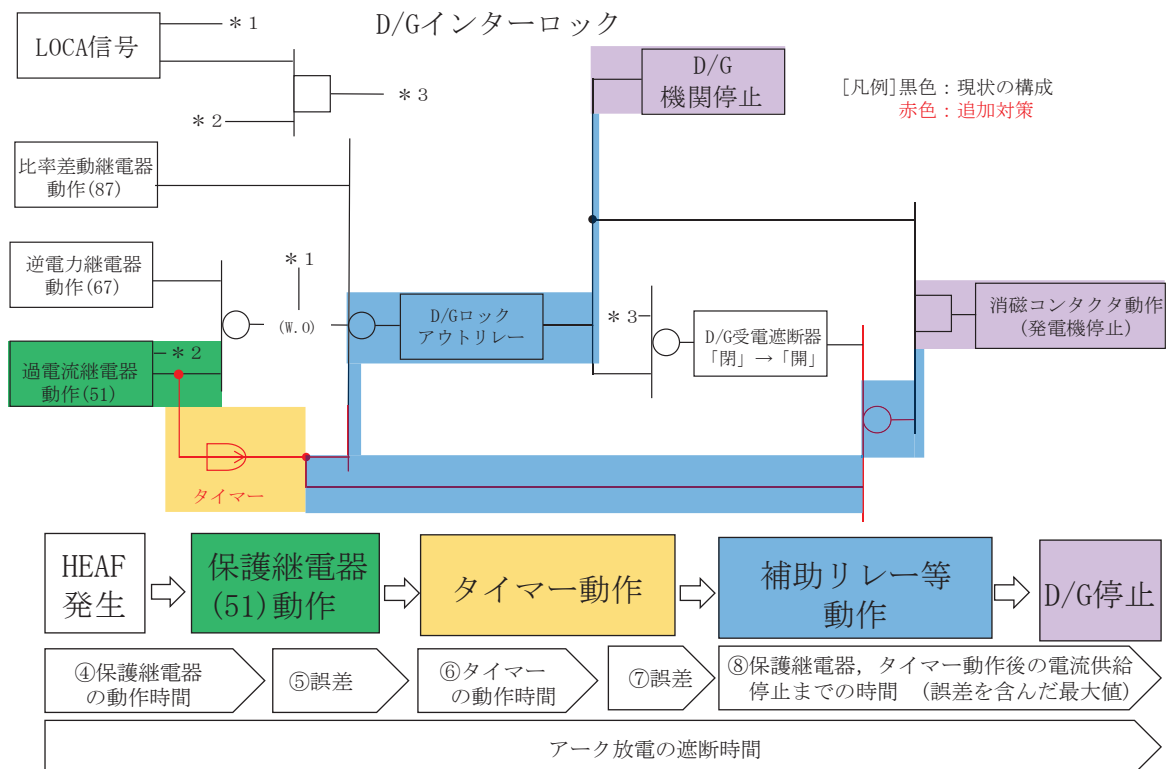 D/Gインターロック
LOCA信号
＊1
＊2
＊3
D/G
機関停止
[凡例]黒色：現状の構成
赤色：追加対策
比率差動継電器
動作(87)
逆電力継電器
動作(67)
＊1
(W.O)
過電流継電器
動作(51)
＊2
D/Gロック
アウトリレー
＊3
D/G受電遮断器
「閉」→「開」
消磁コンタクタ動作
(発電機停止)
タイマー
HEAF
発生
保護継電器
(51)動作
タイマー動作
補助リレー等
動作
D/G停止
④保護継電器
の動作時間
⑤誤差
⑥タイマー
の動作時間
⑦誤差
⑧保護継電器，タイマー動作後の電流供給
停止までの時間　(誤差を含んだ最大値)
アーク放電の遮断時間